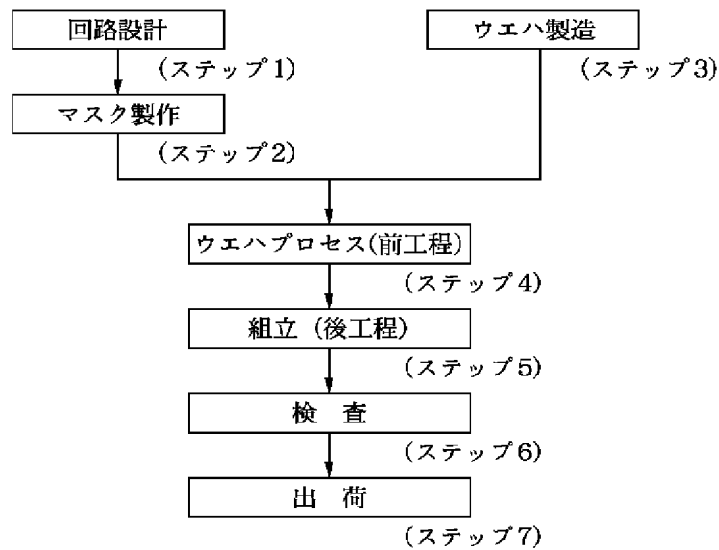 回路設計
(ステップ1)
マスク製作
(ステップ2)
ウエハ製造
(ステップ3)
ウエハプロセス(前工程)
(ステップ4)
組立 (後工程)
(ステップ5)
検 査
(ステップ6)
出 荷
(ステップ7)